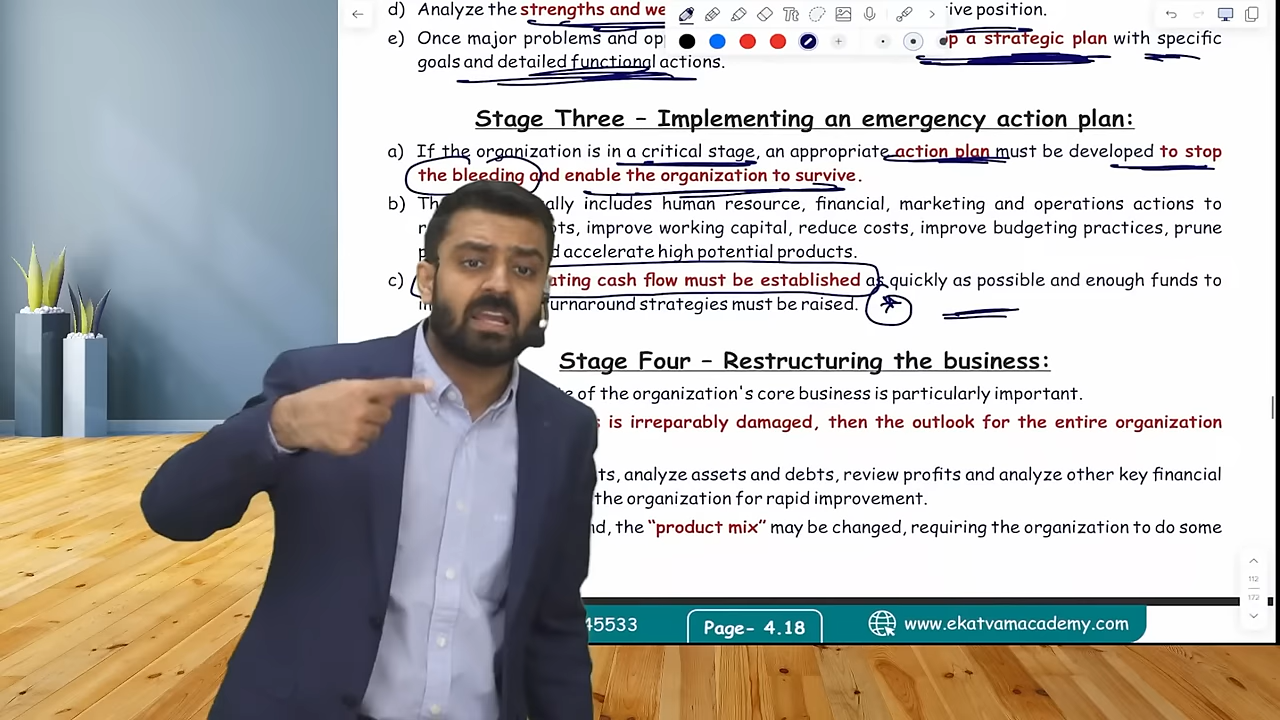 d) Analyze the strengths and we ive position.
e) Once major problems and op p a strategic plan with specific
goals and detailed functional actions.
Stage Three – Implementing an emergency action plan:
a) If the organization is in a critical stage, an appropriate action plan must be developed to stop
the bleeding and enable the organization to survive.
b) Th ally includes human resource, financial, marketing and operations actions to
r ts, improve working capital, reduce costs, improve budgeting practices, prune
p d accelerate high potential products.
c) ating cash flow must be established as quickly as possible and enough funds to
urnaround strategies must be raised.
Stage Four – Restructuring the business:
e of the organization's core business is particularly important.
s is irreparably damaged, then the outlook for the entire organization
ts, analyze assets and debts, review profits and analyze other key financial
the organization for rapid improvement.
nd, the “product mix” may be changed, requiring the organization to do some
112
172
45533
Page- 4.18
www.ekatvamacademy.com